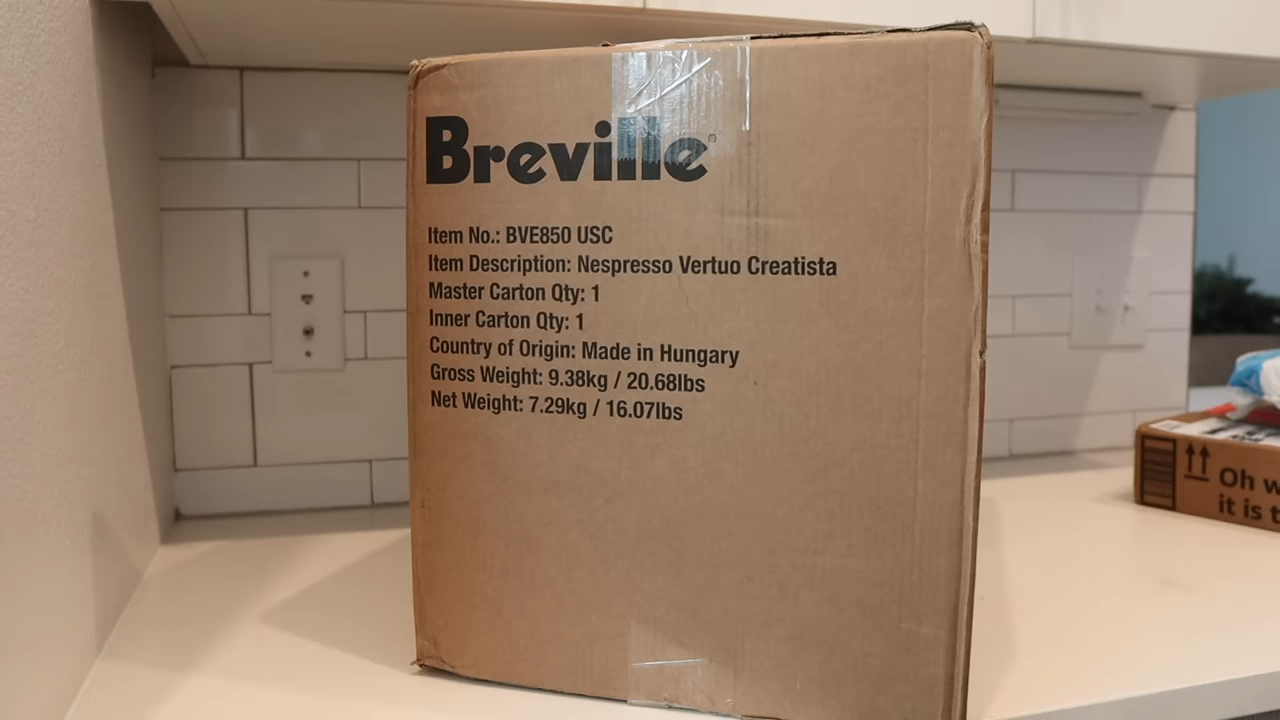 Breville®
Item No.: BVE850 USC
Item Description: Nespresso Vertuo Creatista
Master Carton Qty: 1
Inner Carton Qty: 1
Country of Origin: Made in Hungary
Gross Weight: 9.38kg / 20.68lbs
Net Weight: 7.29kg / 16.07lbs
Oh
it is